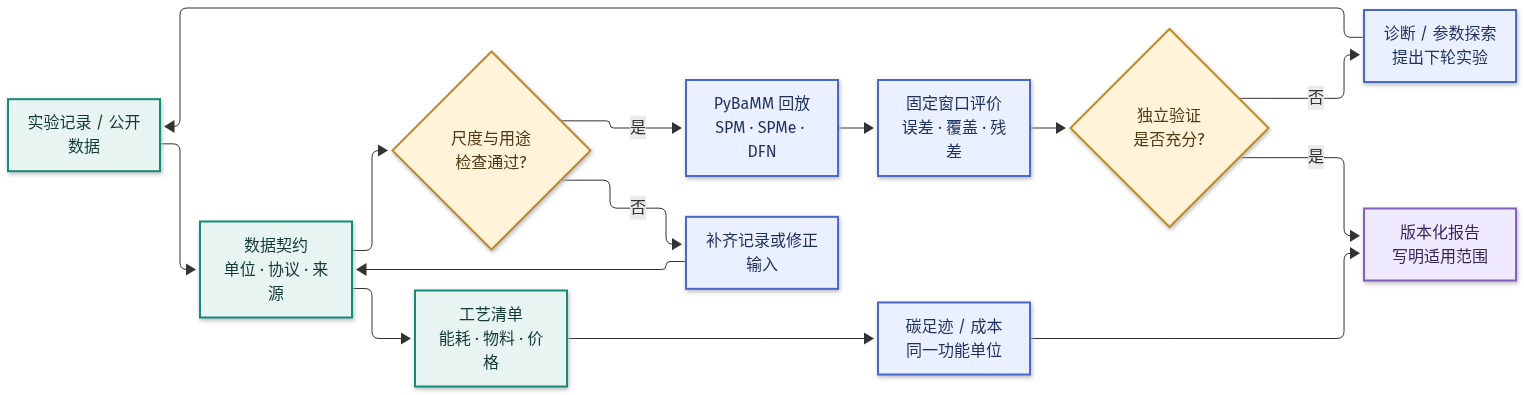 实验记录 / 公开
数据
数据契约
单位 · 协议 · 来
源
尺度与用途
检查通过?
是
否
PyBaMM 回放
SPM · SPMe ·
DFN
补齐记录或修正
输入
工艺清单
能耗 · 物料 · 价
格
固定窗口评价
误差 · 覆盖 · 残
差
碳足迹 / 成本
同一功能单位
独立验证
是否充分?
否
是
诊断 / 参数探索
提出下轮实验
版本化报告
写明适用范围